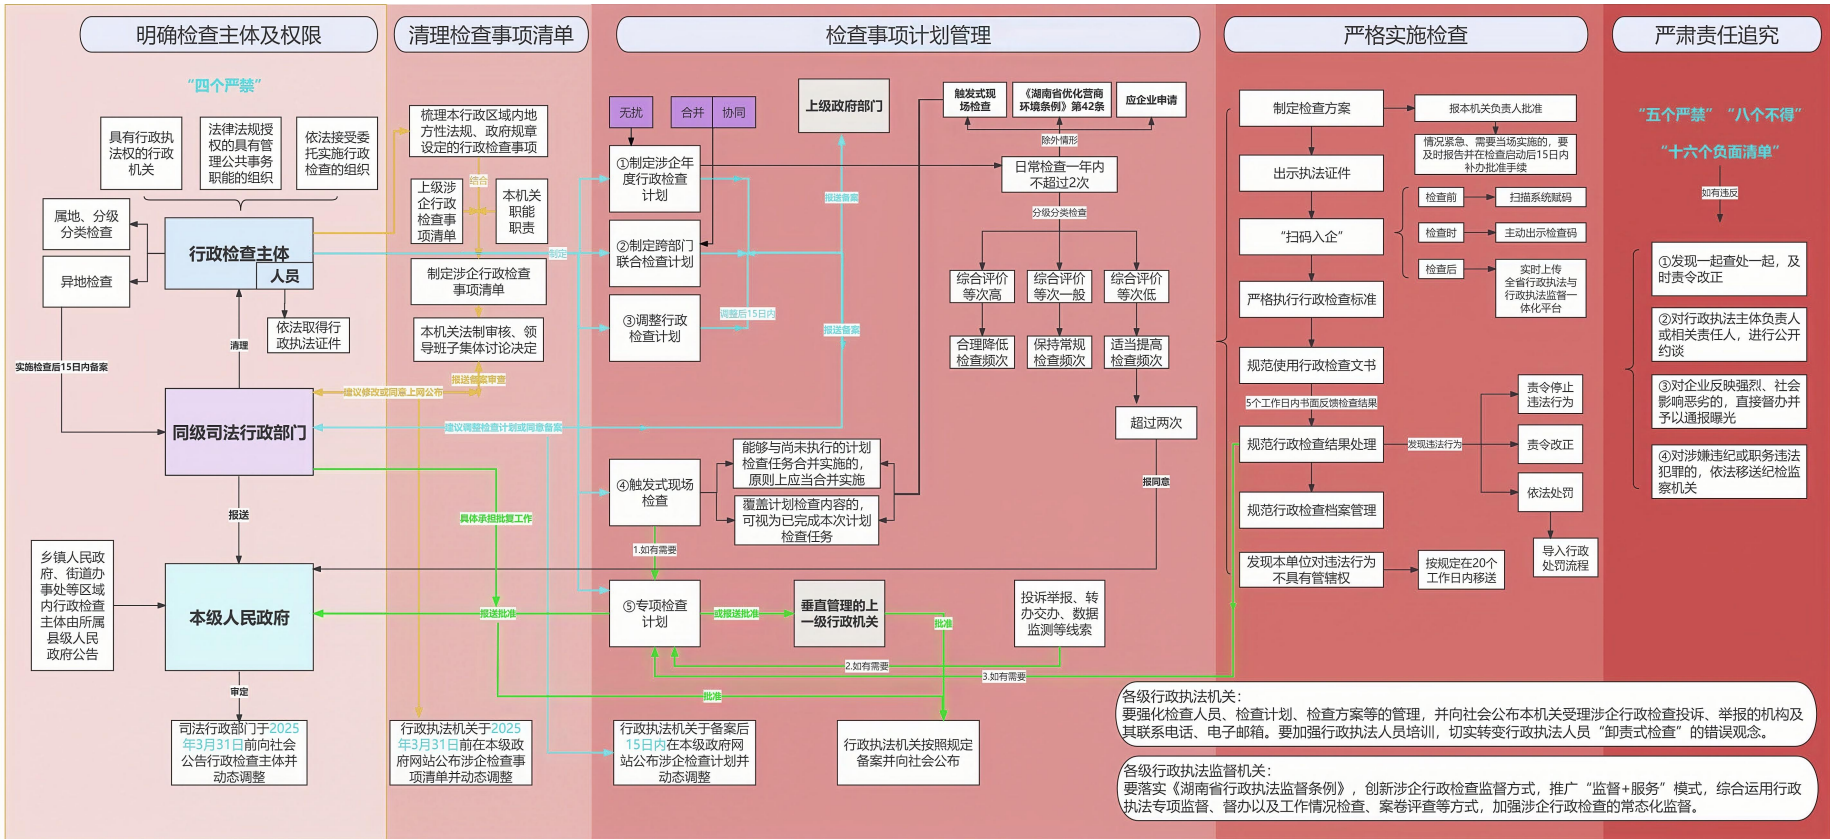 明确检查主体及权限
“四个严禁”
具有行政执
法权的行政
机关
法律法规授
权的具有管
理公共事务
职能的组织
依法接受委
托实施行政
检查的组织
属地、分级
分类检查
异地检查
行政检查主体
人员
依法取得行
政执法证件
清理
实施检查后15日内备案
同级司法行政部门
报送
乡镇人民政
府、街道办
事处等区域
内行政检查
主体由所属
县级人民
政府公告
本级人民政府
审定
司法行政部门于2025
年3月31日前向社会
公告行政检查主体并
动态调整
清理检查事项清单
梳理本行政区域内地
方性法规、政府规章
设定的行政检查事项
结合
上级涉
企行政
检查事
项清单
本机关
职能
职责
制定涉企行政检查
事项清单
本机关法制审核、领
导班子集体讨论决定
报送备案审查
建议修改或同意上网公布
建议调整检查计划或同意备案
具体承担批复工作
报送批准
行政执法机关于2025
年3月31日前在本级政
府网站公布涉企检查事
项清单并动态调整
检查事项计划管理
无扰
合并
协同
上级政府部门
触发式现
场检查
《湖南省优化营商
环境条例》第42条
应企业申请
除外情形
①制定涉企年
度行政检查
计划
日常检查一年内
不超过2次
报送备案
分级分类检查
②制定跨部门
联合检查计划
制定
综合评价
等次高
综合评价
等次一般
综合评价
等次低
③调整行政
检查计划
调整后15日内
报送备案
合理降低
检查频次
保持常规
检查频次
适当提高
检查频次
超过两次
报同意
④触发式现场
检查
能够与尚未执行的计划
检查任务合并实施的，
原则上应当合并实施
覆盖计划检查内容的，
可视为已完成本次计划
检查任务
1.如有需要
⑤专项检查
计划
或报送批准
垂直管理的上
一级行政机关
批准
投诉举报、转
办交办、数据
监测等线索
2.如有需要
3.如有需要
批准
行政执法机关于备案后
15日内在本级政府网
站公布涉企检查计划并
动态调整
行政执法机关按照规定
备案并向社会公布
严格实施检查
制定检查方案
报本机关负责人批准
情况紧急、需要当场实施的，要
及时报告并在检查启动后15日内
补办批准手续
出示执法证件
“扫码入企”
检查前
扫描系统赋码
检查时
主动出示检查码
检查后
实时上传
全省行政执法与
行政执法监督一
体化平台
严格执行行政检查标准
规范使用行政检查文书
5个工作日内书面反馈检查结果
规范行政检查结果处理
发现违法行为
责令停止
违法行为
责令改正
依法处罚
导入行政
处罚流程
规范行政检查档案管理
发现本单位对违法行为
不具有管辖权
按规定在20个
工作日内移送
严肃责任追究
“五个严禁” “八个不得”
“十六个负面清单”
如有违反
①发现一起查处一起，及
时责令改正
②对行政执法主体负责人
或相关责任人，进行公开
约谈
③对企业反映强烈、社会
影响恶劣的，直接督办并
予以通报曝光
④对涉嫌违纪或职务违法
犯罪的，依法移送纪检监
察机关
各级行政执法机关：
要强化检查人员、检查计划、检查方案等的管理，并向社会公布本机关受理涉企行政检查投诉、举报的机构及
其联系电话、电子邮箱。要加强行政执法人员培训，切实转变行政执法人员“卸责式检查”的错误观念。
各级行政执法监督机关：
要落实《湖南省行政执法监督条例》，创新涉企行政检查监督方式，推广“监督+服务”模式，综合运用行政
执法专项监督、督办以及工作情况检查、案卷评查等方式，加强涉企行政检查的常态化监督。